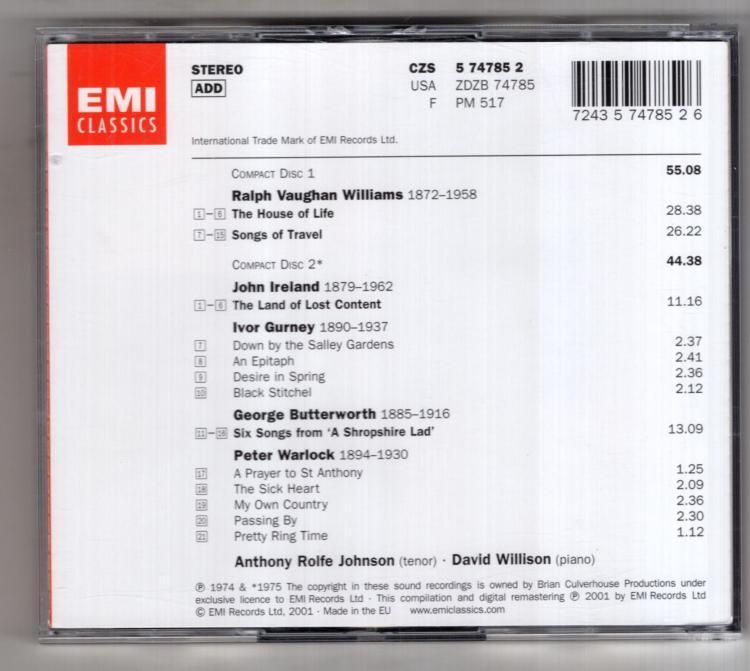 EMI
CLASSICS
STEREO
ADD
CZS 5 74785 2
USA ZDZB 74785
F PM 517
7243 5 74785 2 6
International Trade Mark of EMI Records Ltd.
COMPACT DISC 1 55.08
Ralph Vaughan Williams 1872–1958
1–6 The House of Life 28.38
7–15 Songs of Travel 26.22
COMPACT DISC 2* 44.38
John Ireland 1879–1962
1–6 The Land of Lost Content 11.16
Ivor Gurney 1890–1937
7 Down by the Salley Gardens 2.37
8 An Epitaph 2.41
9 Desire in Spring 2.36
10 Black Stitchel 2.12
George Butterworth 1885–1916
11–16 Six Songs from ‘A Shropshire Lad’ 13.09
Peter Warlock 1894–1930
17 A Prayer to St Anthony 1.25
18 The Sick Heart 2.09
19 My Own Country 2.36
20 Passing By 2.30
21 Pretty Ring Time 1.12
Anthony Rolfe Johnson (tenor) · David Willison (piano)
℗ 1974 & *1975 The copyright in these sound recordings is owned by Brian Culverhouse Productions under
exclusive licence to EMI Records Ltd · This compilation and digital remastering ℗ 2001 by EMI Records Ltd
© EMI Records Ltd, 2001 · Made in the EU www.emiclassics.com